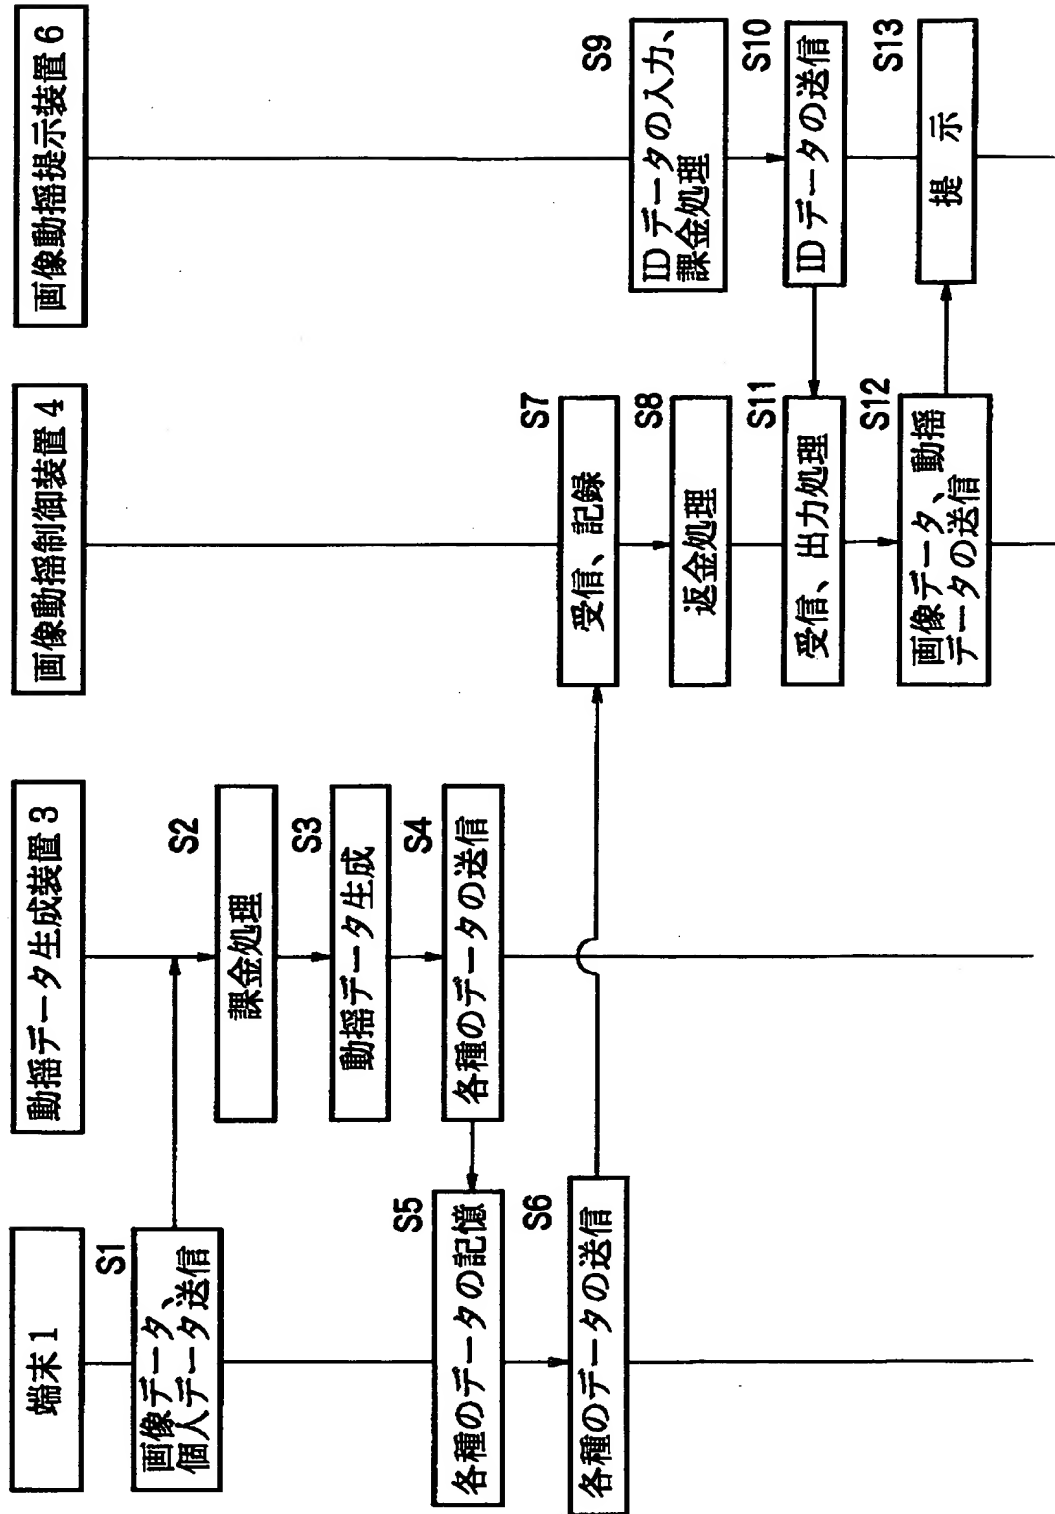 端末1
動揺データ生成装置3
画像動揺制御装置4
画像動揺提示装置6
S1
画像データ、
個人データ送信
S2
課金処理
S3
動揺データ生成
S4
各種のデータの送信
S5
各種のデータの記憶
S6
各種のデータの送信
S7
受信、記録
S8
返金処理
S9
IDデータの入力、
課金処理
S10
IDデータの送信
S11
受信、出力処理
S12
画像データ、動揺
データの送信
S13
提示